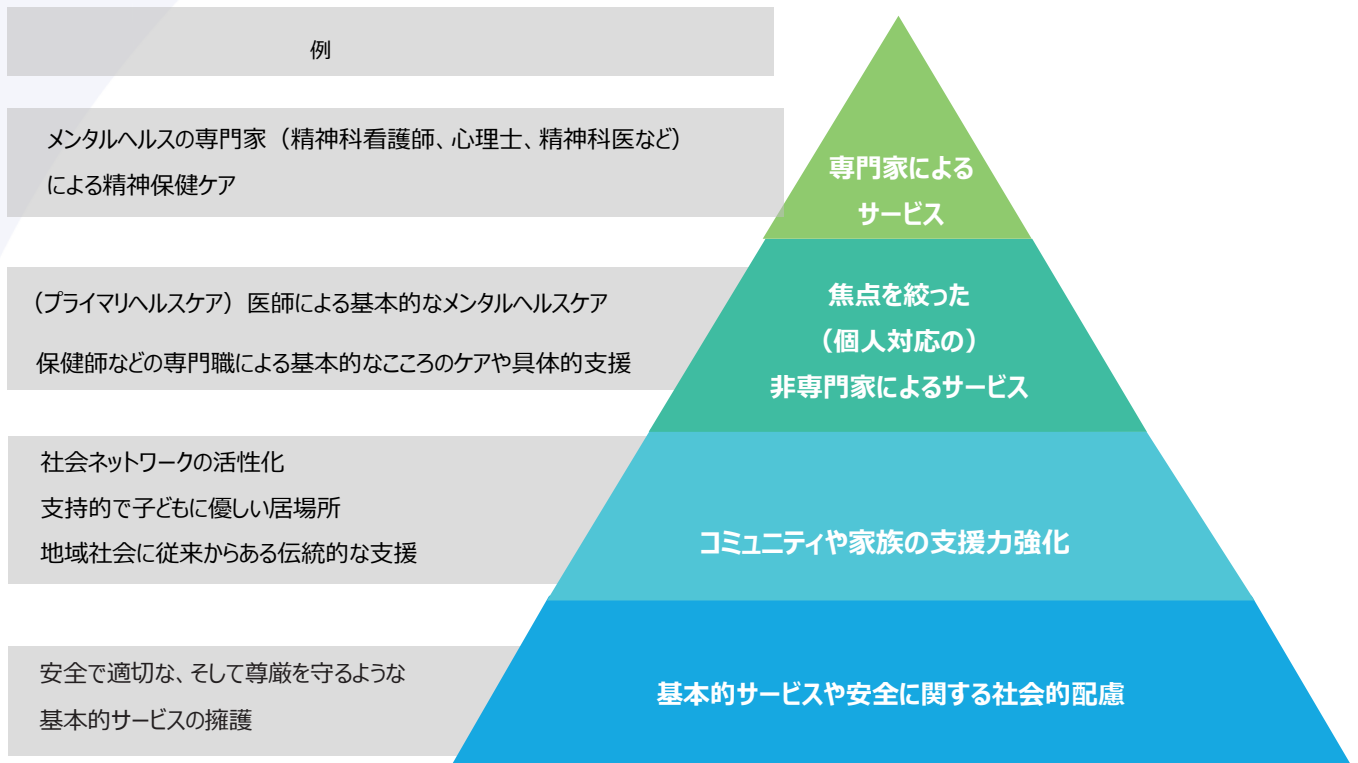 例
メンタルヘルスの専門家（精神科看護師、心理士、精神科医など）
による精神保健ケア
専門家による
サービス
（プライマリヘルスケア）医師による基本的なメンタルヘルスケア
保健師などの専門職による基本的なこころのケアや具体的支援
焦点を絞った
（個人対応の）
非専門家によるサービス
社会ネットワークの活性化
支持的で子どもに優しい居場所
地域社会に従来からある伝統的な支援
コミュニティや家族の支援力強化
安全で適切な、そして尊厳を守るような
基本的サービスの擁護
基本的サービスや安全に関する社会的配慮